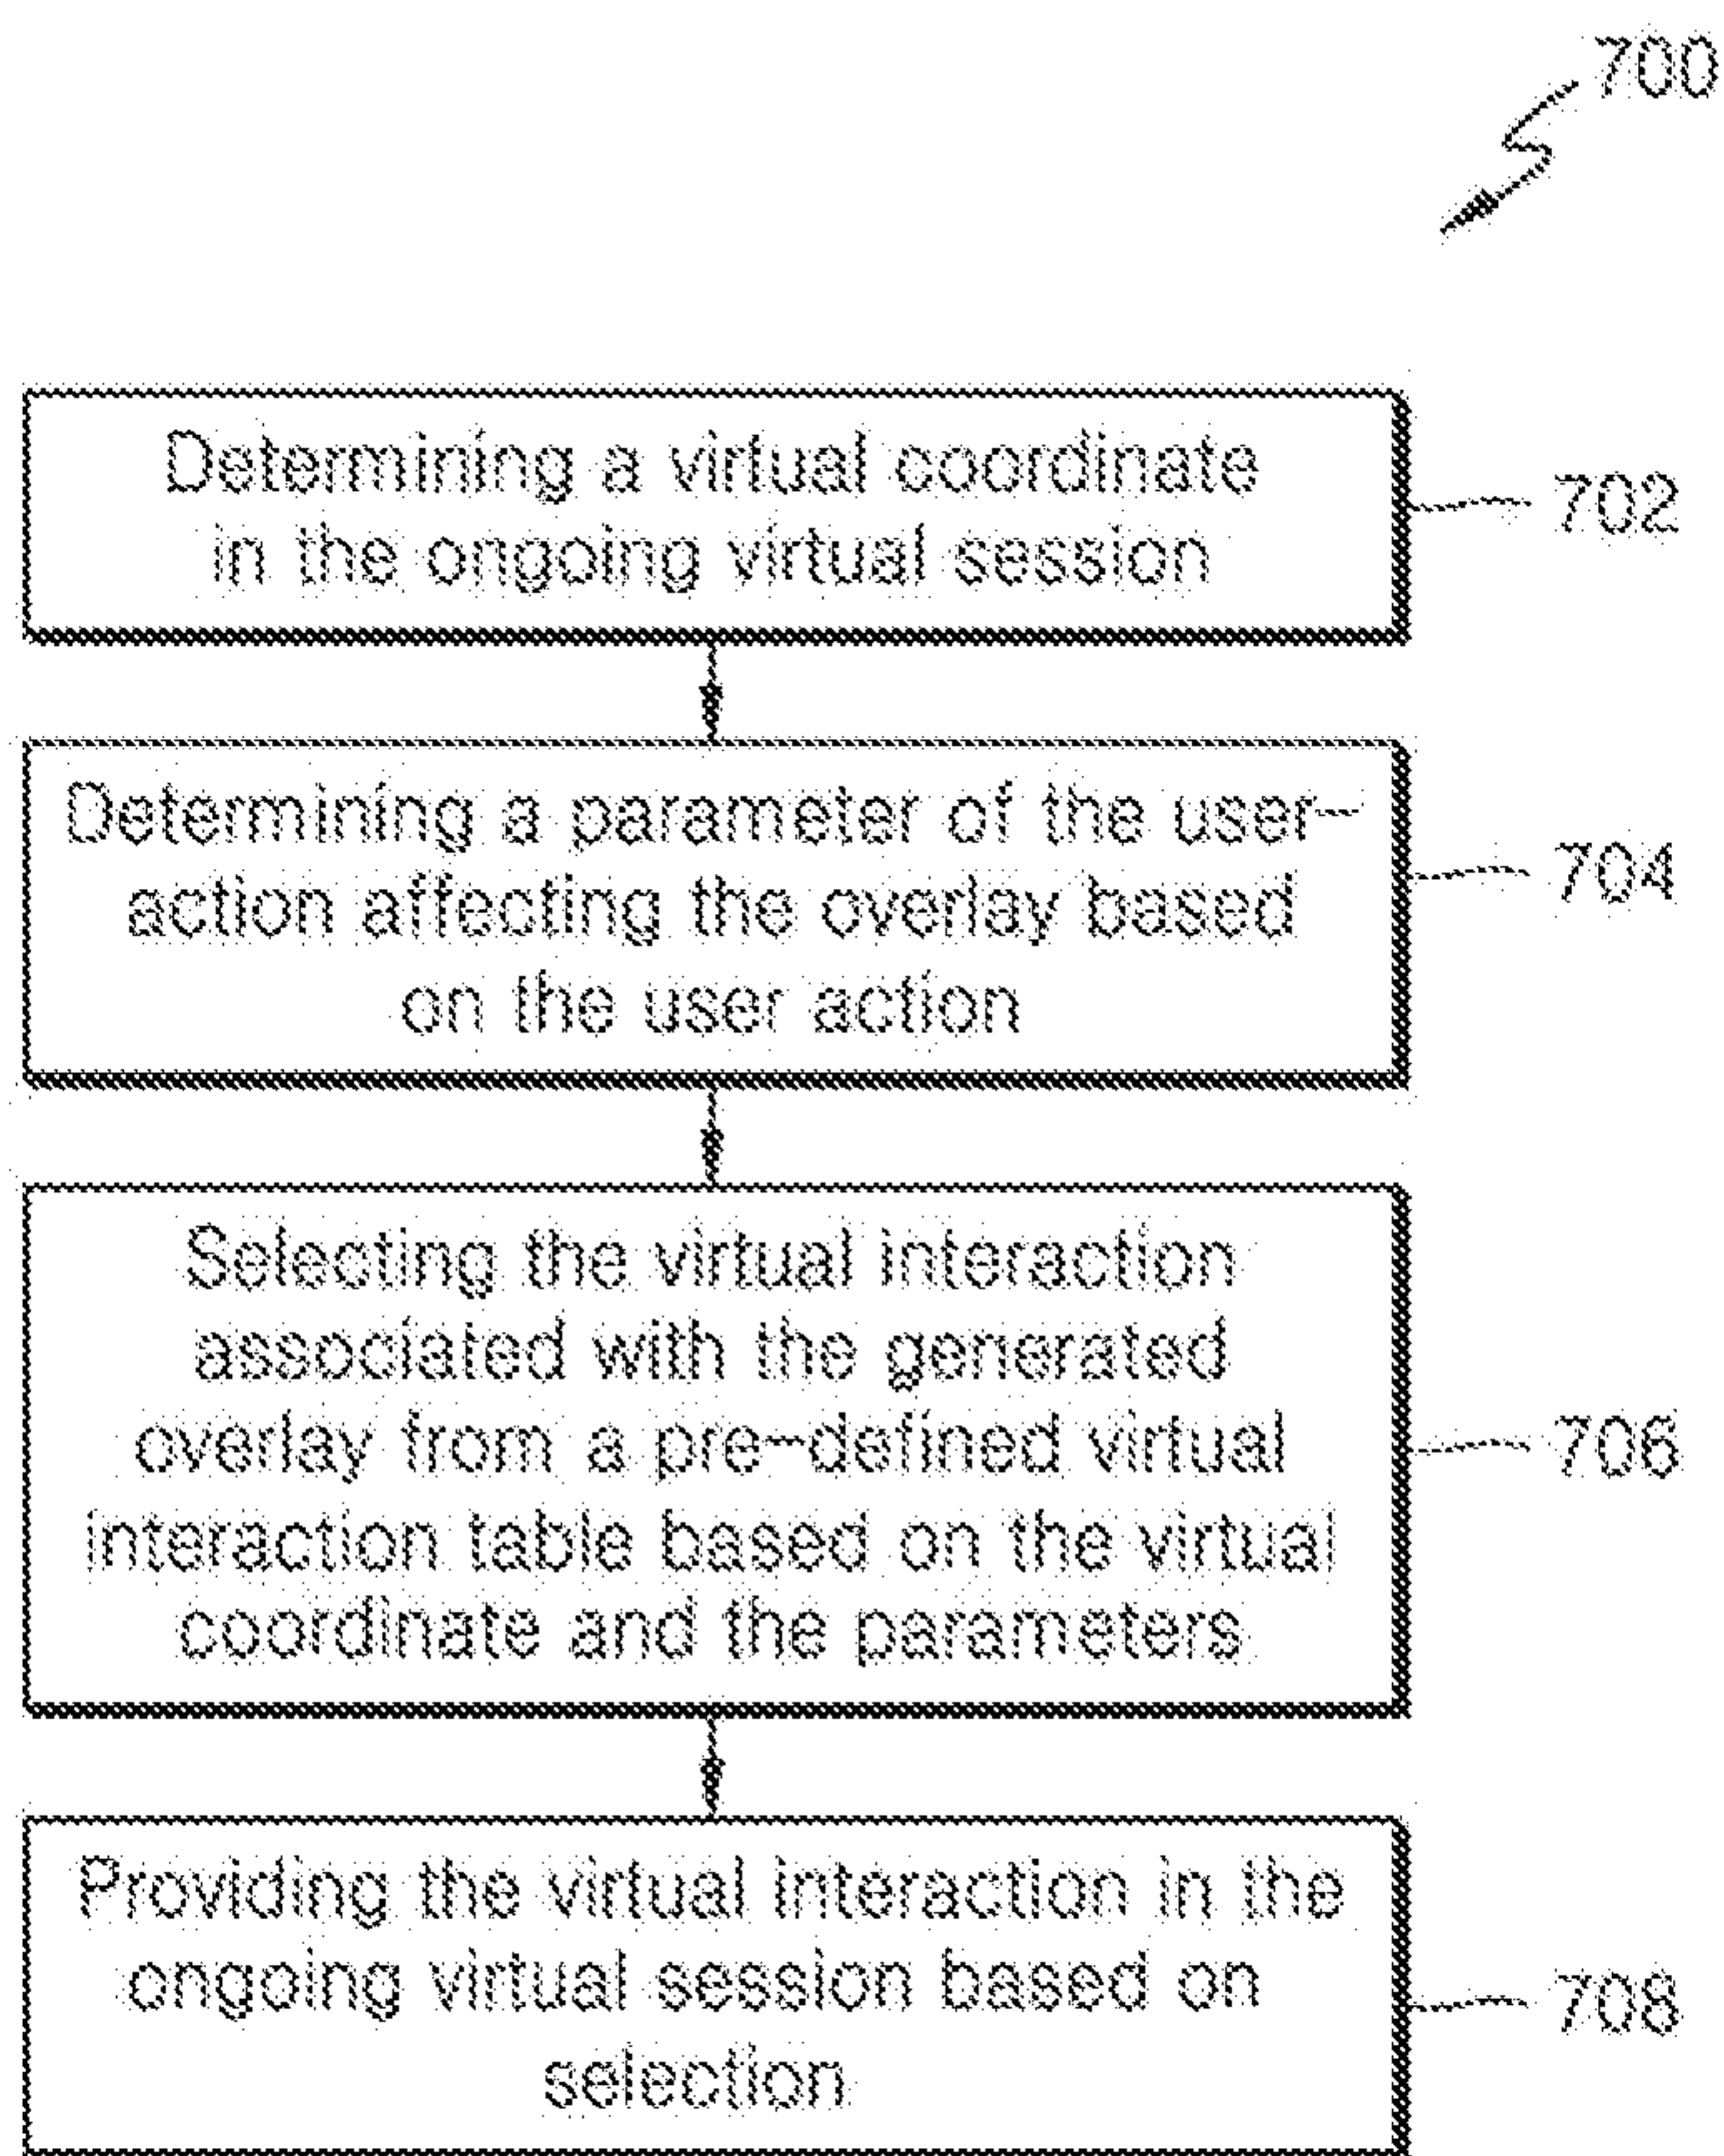 700
Determining a virtual coordinate
in the ongoing virtual session
702
Determining a parameter of the user-
action affecting the overlay based
on the user action
704
Selecting the virtual interaction
associated with the generated
overlay from a pre-defined virtual
interaction table based on the virtual
coordinate and the parameters
706
Providing the virtual interaction in the
ongoing virtual session based on
selection
708